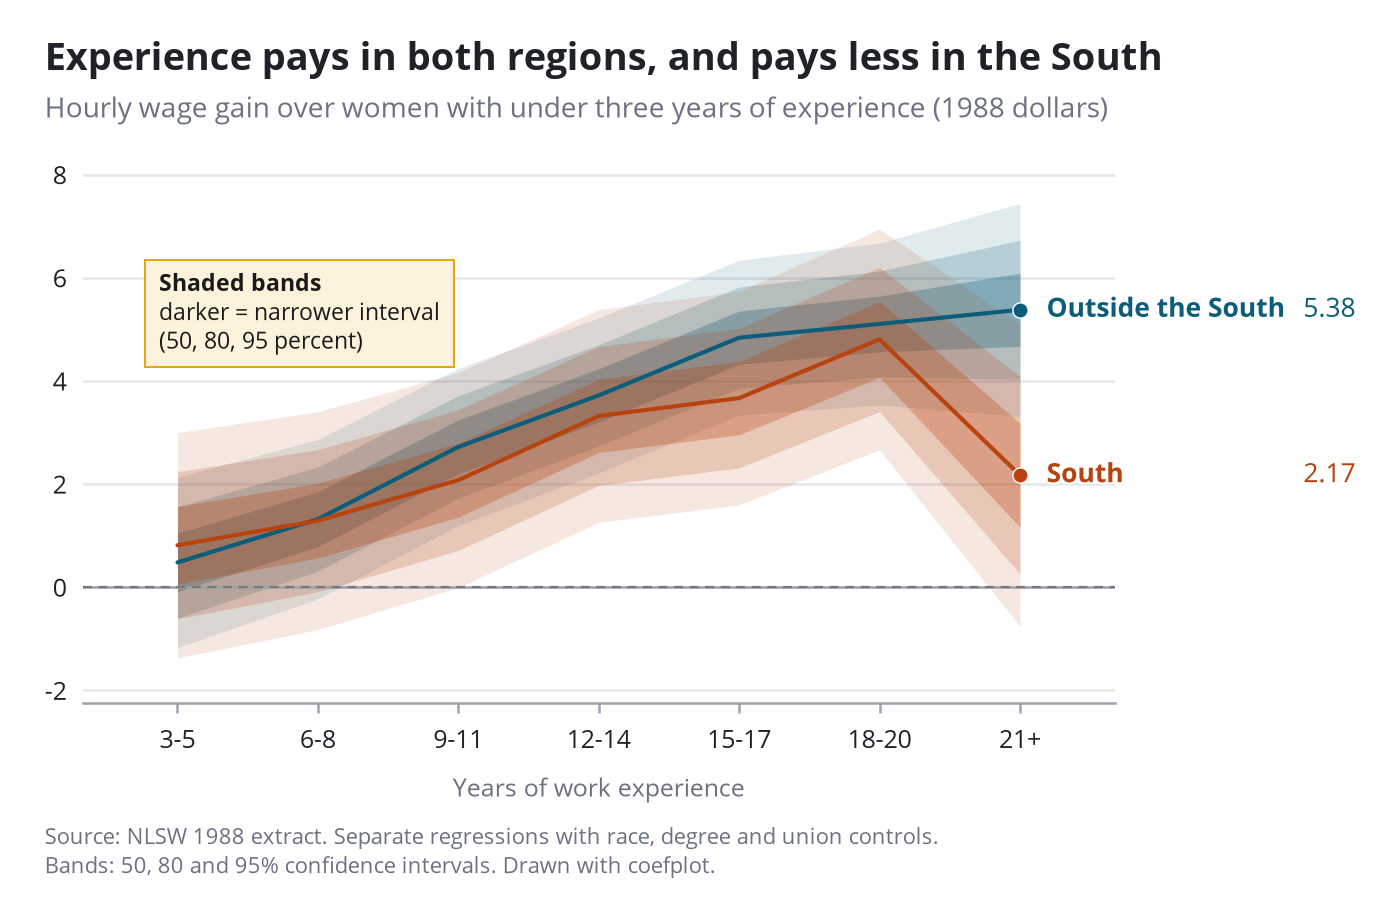 Experience pays in both regions, and pays less in the South
Hourly wage gain over women with under three years of experience (1988 dollars)
8
6
4
2
0
-2
Shaded bands
darker = narrower interval
(50, 80, 95 percent)
Outside the South 5.38
South 2.17
3-5 6-8 9-11 12-14 15-17 18-20 21+
Years of work experience
Source: NLSW 1988 extract. Separate regressions with race, degree and union controls.
Bands: 50, 80 and 95% confidence intervals. Drawn with coefplot.